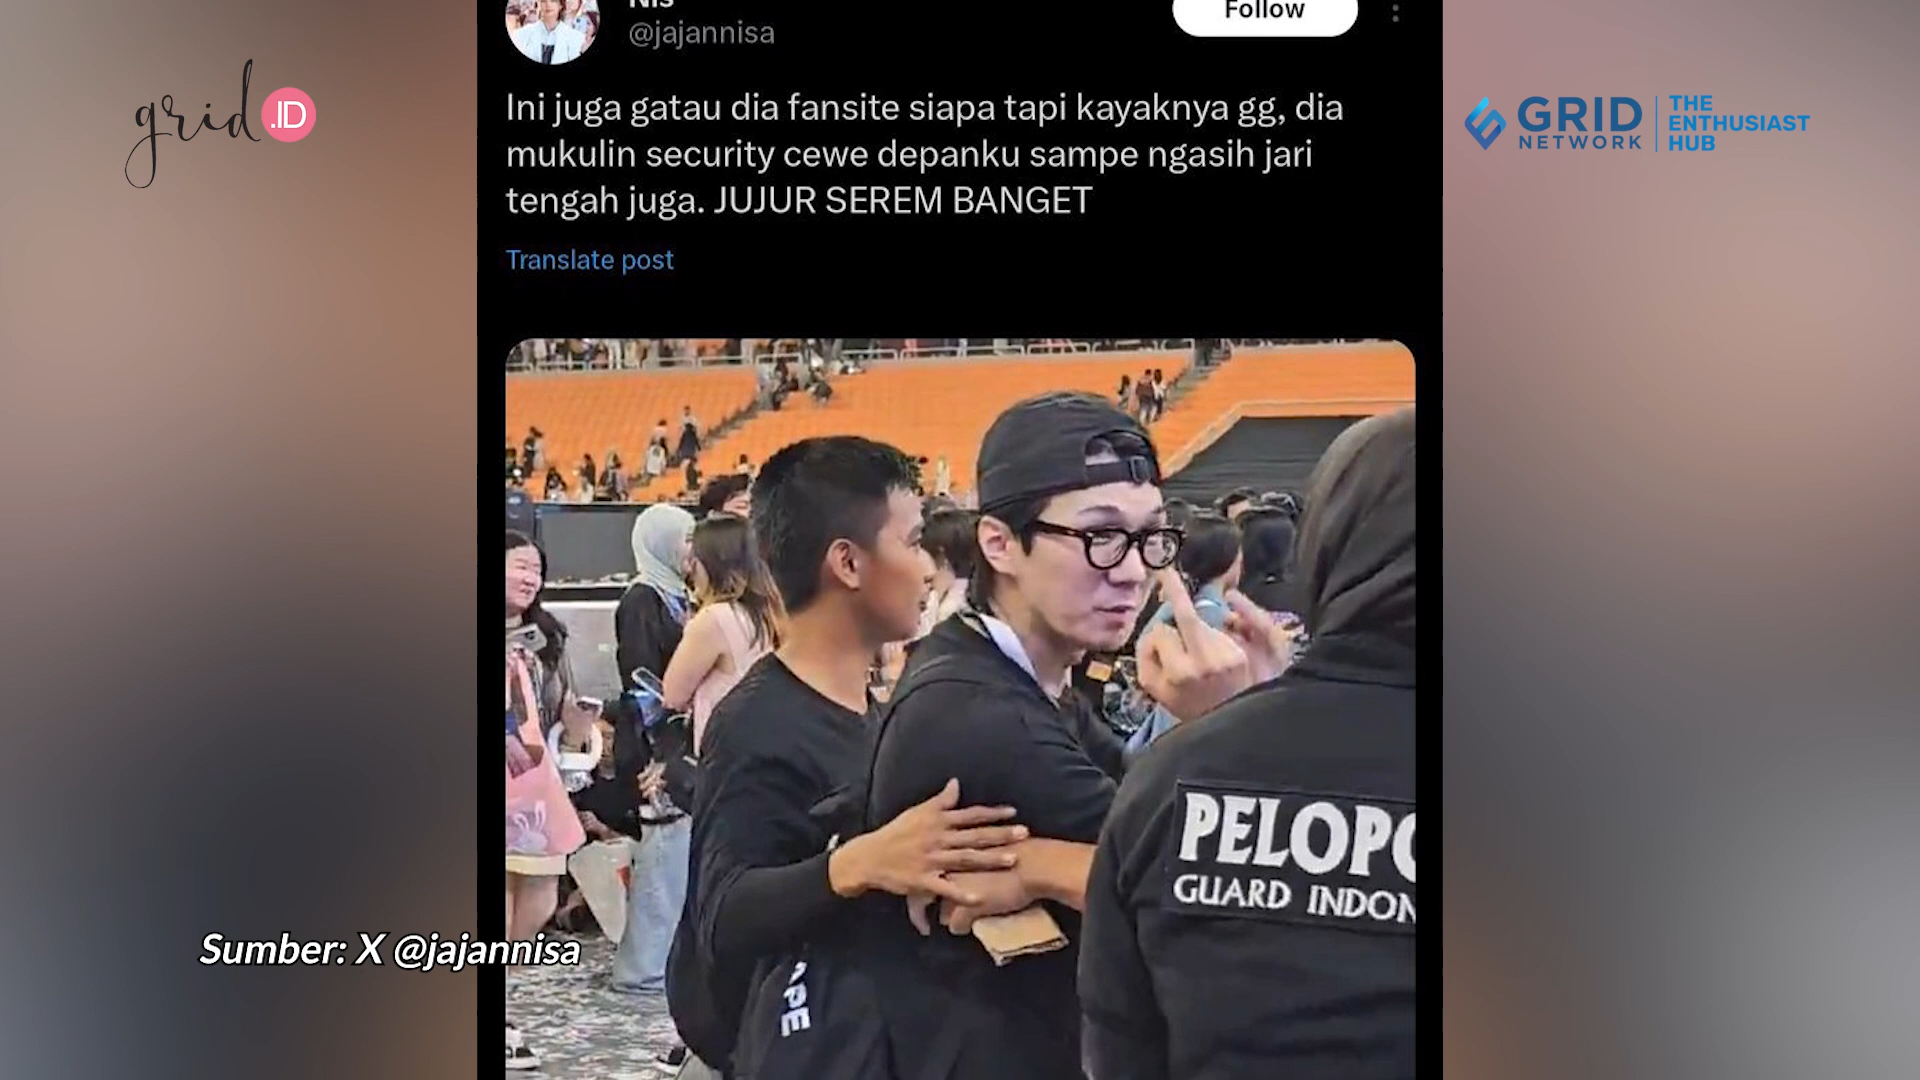 grid.ID
Nis
@jajannisa
Follow
GRID
NETWORK
THE
ENTHUSIAST
HUB
Ini juga gatau dia fansite siapa tapi kayaknya gg, dia
mukulin security cewe depanku sampe ngasih jari
tengah juga. JUJUR SEREM BANGET
Translate post
PELOPO
GUARD INDON
Sumber: X @jajannisa